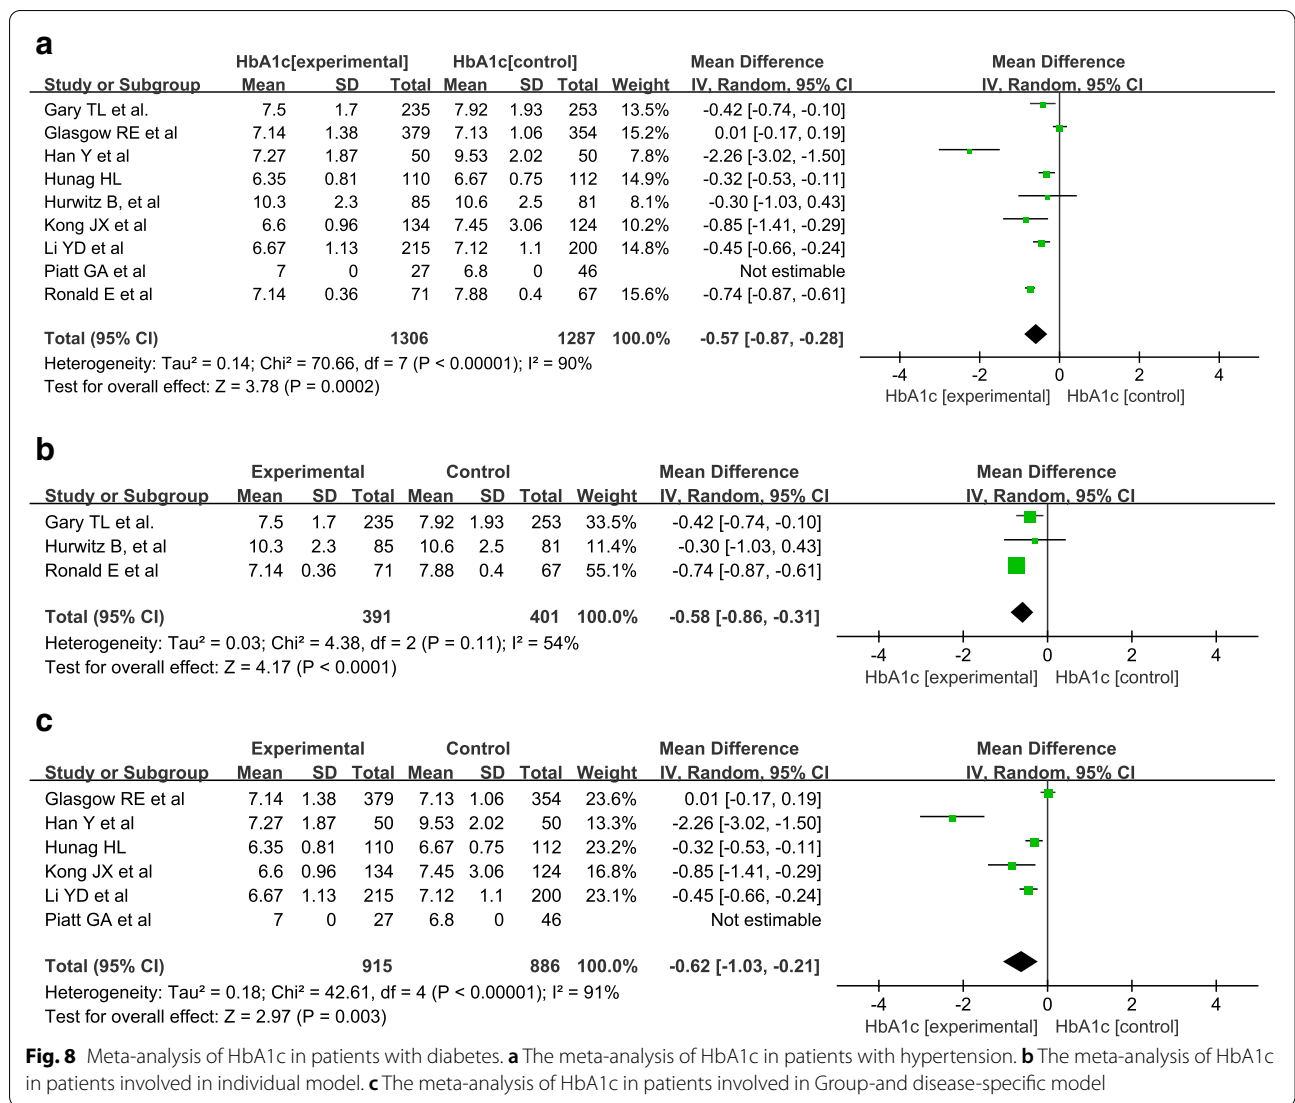 a
HbA1c[experimental] HbA1c[control] Mean Difference Mean Difference
Study or Subgroup Mean SD Total Mean SD Total Weight IV, Random, 95% CI IV, Random, 95% CI
Gary TL et al. 7.5 1.7 235 7.92 1.93 253 13.5% -0.42 [-0.74, -0.10]
Glasgow RE et al 7.14 1.38 379 7.13 1.06 354 15.2% 0.01 [-0.17, 0.19]
Han Y et al 7.27 1.87 50 9.53 2.02 50 7.8% -2.26 [-3.02, -1.50]
Hunag HL 6.35 0.81 110 6.67 0.75 112 14.9% -0.32 [-0.53, -0.11]
Hurwitz B, et al 10.3 2.3 85 10.6 2.5 81 8.1% -0.30 [-1.03, 0.43]
Kong JX et al 6.6 0.96 134 7.45 3.06 124 10.2% -0.85 [-1.41, -0.29]
Li YD et al 6.67 1.13 215 7.12 1.1 200 14.8% -0.45 [-0.66, -0.24]
Piatt GA et al 7 0 27 6.8 0 46 Not estimable
Ronald E et al 7.14 0.36 71 7.88 0.4 67 15.6% -0.74 [-0.87, -0.61]
Total (95% CI) 1306 1287 100.0% -0.57 [-0.87, -0.28]
Heterogeneity: Tau² = 0.14; Chi² = 70.66, df = 7 (P < 0.00001); I² = 90%
Test for overall effect: Z = 3.78 (P = 0.0002)
-4 -2 0 2 4
HbA1c [experimental] HbA1c [control]
b
Experimental Control Mean Difference Mean Difference
Study or Subgroup Mean SD Total Mean SD Total Weight IV, Random, 95% CI IV, Random, 95% CI
Gary TL et al. 7.5 1.7 235 7.92 1.93 253 33.5% -0.42 [-0.74, -0.10]
Hurwitz B, et al 10.3 2.3 85 10.6 2.5 81 11.4% -0.30 [-1.03, 0.43]
Ronald E et al 7.14 0.36 71 7.88 0.4 67 55.1% -0.74 [-0.87, -0.61]
Total (95% CI) 391 401 100.0% -0.58 [-0.86, -0.31]
Heterogeneity: Tau² = 0.03; Chi² = 4.38, df = 2 (P = 0.11); I² = 54%
Test for overall effect: Z = 4.17 (P < 0.0001)
-4 -2 0 2 4
HbA1c [experimental] HbA1c [control]
c
Experimental Control Mean Difference Mean Difference
Study or Subgroup Mean SD Total Mean SD Total Weight IV, Random, 95% CI IV, Random, 95% CI
Glasgow RE et al 7.14 1.38 379 7.13 1.06 354 23.6% 0.01 [-0.17, 0.19]
Han Y et al 7.27 1.87 50 9.53 2.02 50 13.3% -2.26 [-3.02, -1.50]
Hunag HL 6.35 0.81 110 6.67 0.75 112 23.2% -0.32 [-0.53, -0.11]
Kong JX et al 6.6 0.96 134 7.45 3.06 124 16.8% -0.85 [-1.41, -0.29]
Li YD et al 6.67 1.13 215 7.12 1.1 200 23.1% -0.45 [-0.66, -0.24]
Piatt GA et al 7 0 27 6.8 0 46 Not estimable
Total (95% CI) 915 886 100.0% -0.62 [-1.03, -0.21]
Heterogeneity: Tau² = 0.18; Chi² = 42.61, df = 4 (P < 0.00001); I² = 91%
Test for overall effect: Z = 2.97 (P = 0.003)
-4 -2 0 2 4
HbA1c [experimental] HbA1c [control]
Fig. 8 Meta-analysis of HbA1c in patients with diabetes. a The meta-analysis of HbA1c in patients with hypertension. b The meta-analysis of HbA1c
in patients involved in individual model. c The meta-analysis of HbA1c in patients involved in Group-and disease-specific model